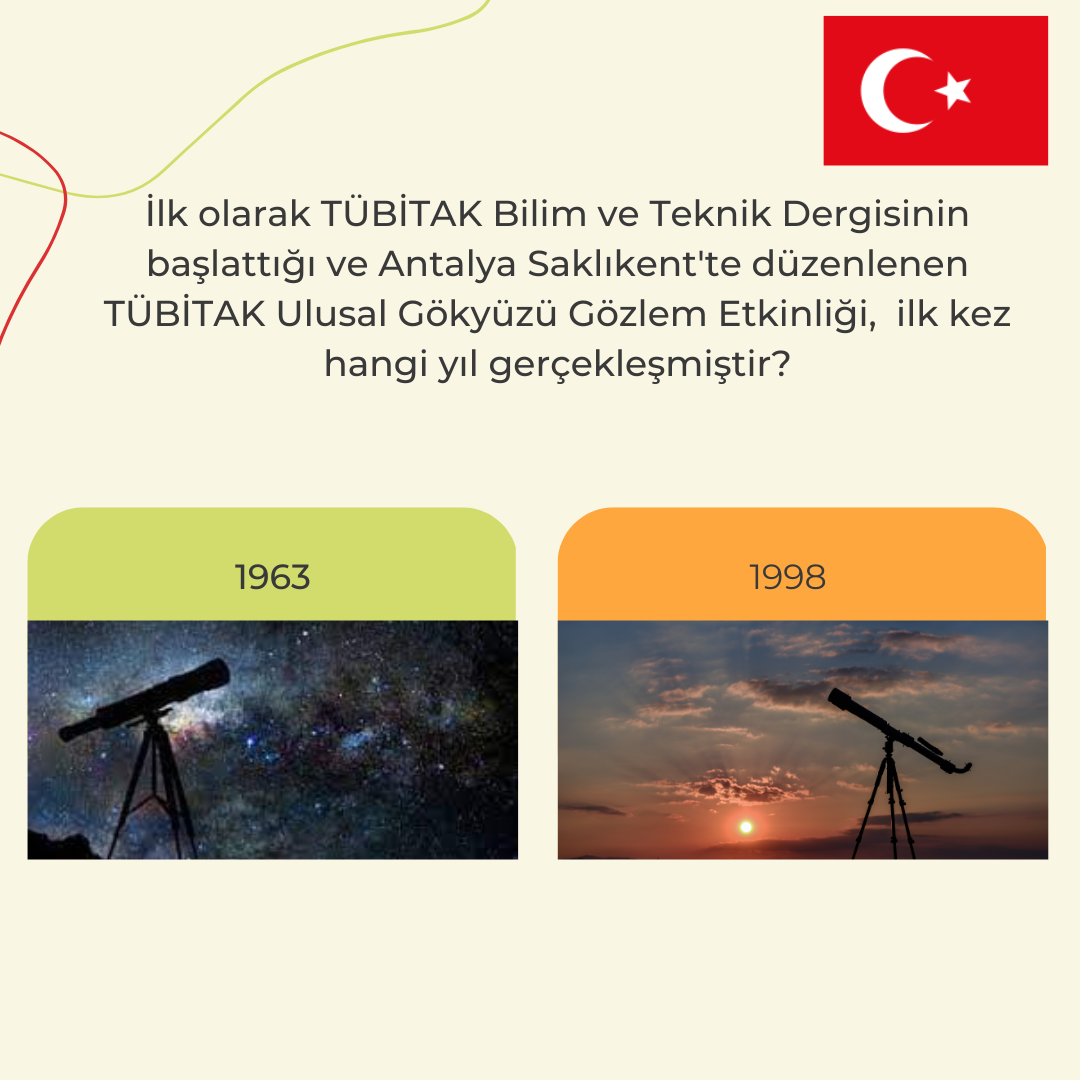 İlk olarak TÜBİTAK Bilim ve Teknik Dergisinin
başlattığı ve Antalya Saklıkent'te düzenlenen
TÜBİTAK Ulusal Gökyüzü Gözlem Etkinliği,  ilk kez
hangi yıl gerçekleşmiştir?
1963
1998